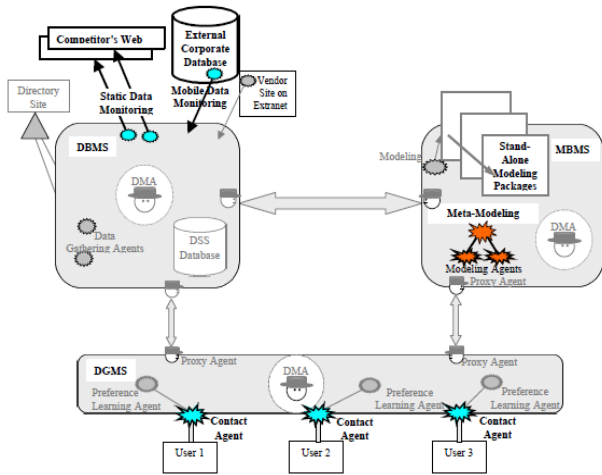 Competitor's Web
External
Corporate
Database
Directory
Site
Static Data
Monitoring
Mobile Data
Monitoring
Vendor
Site on
Extranet
DBMS
MBMS
Modeling
Stand-
Alone
Modeling
Packages
DMA
DMA
Data
Gathering Agents
DSS
Database
Meta-Modeling
Modeling Agents
Proxy Agent
DGMS
Proxy Agent
DMA
Proxy Agent
Preference
Learning Agent
Preference
Learning Agent
Preference
Learning Agent
Contact
Agent
Contact
Agent
Contact
Agent
User 1
User 2
User 3